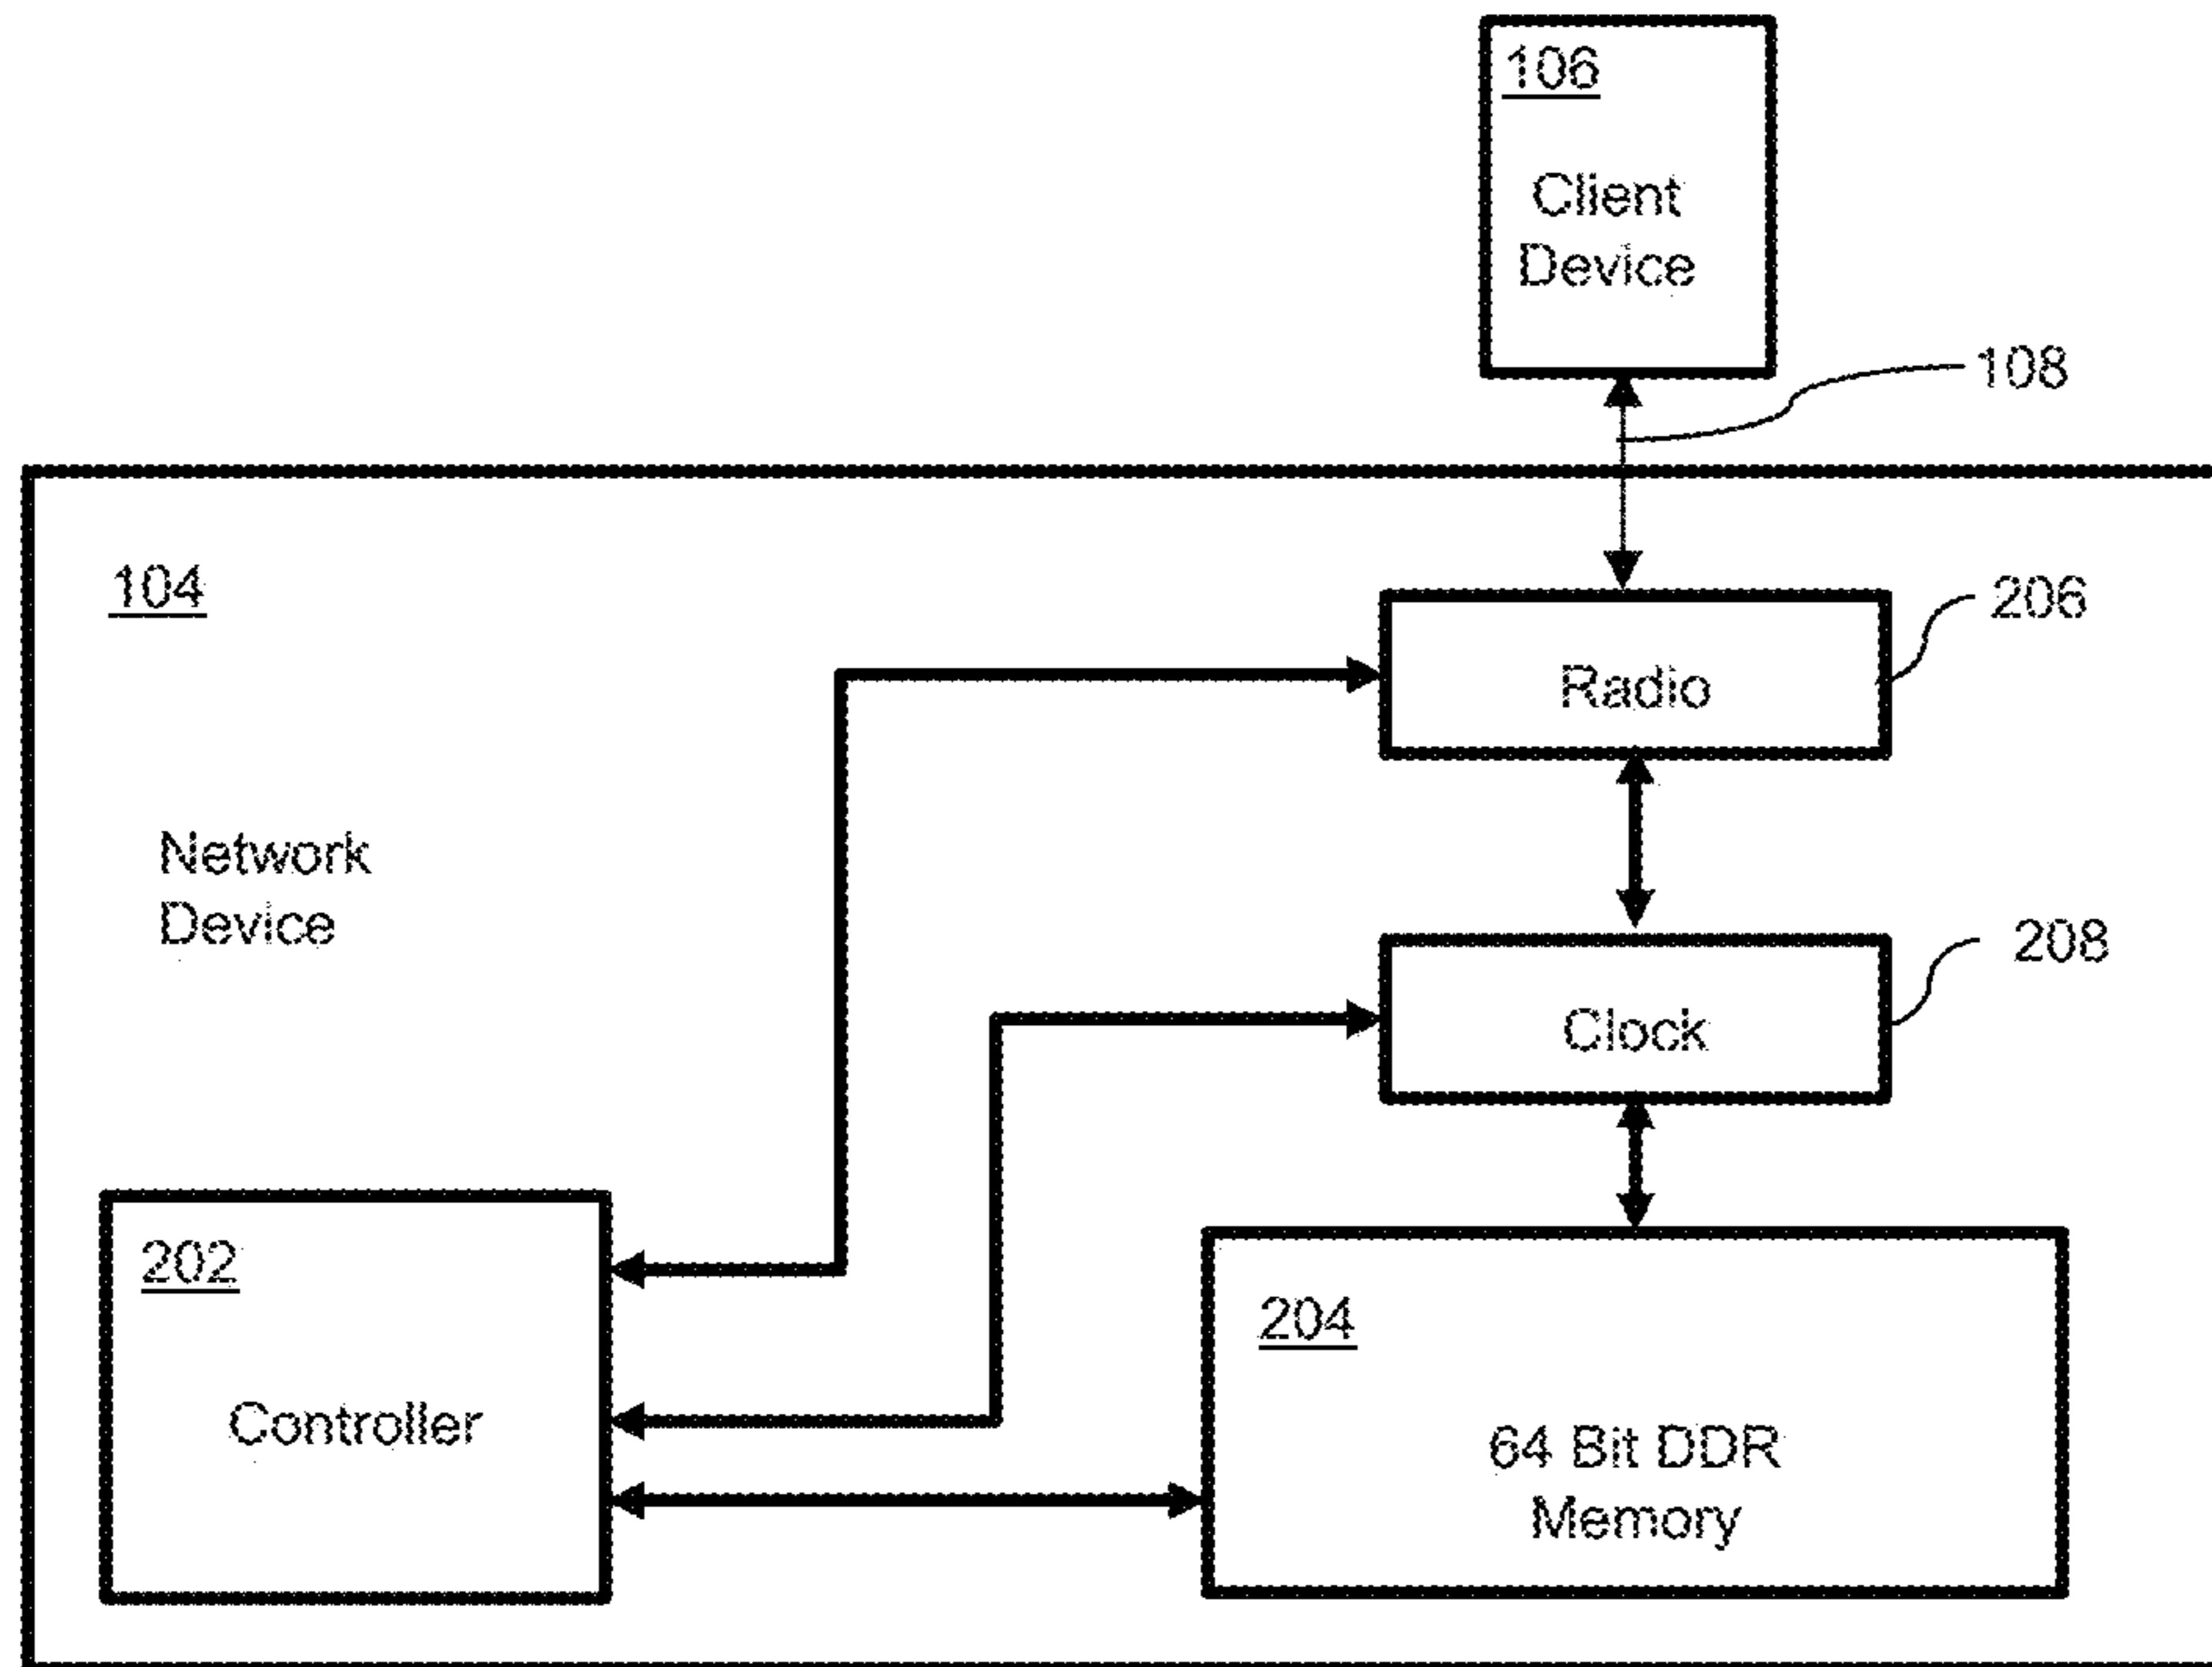 106
Client
Device
108
104
206
Radio
Network
Device
208
Clock
202
Controller
204
64 Bit DDR
Memory